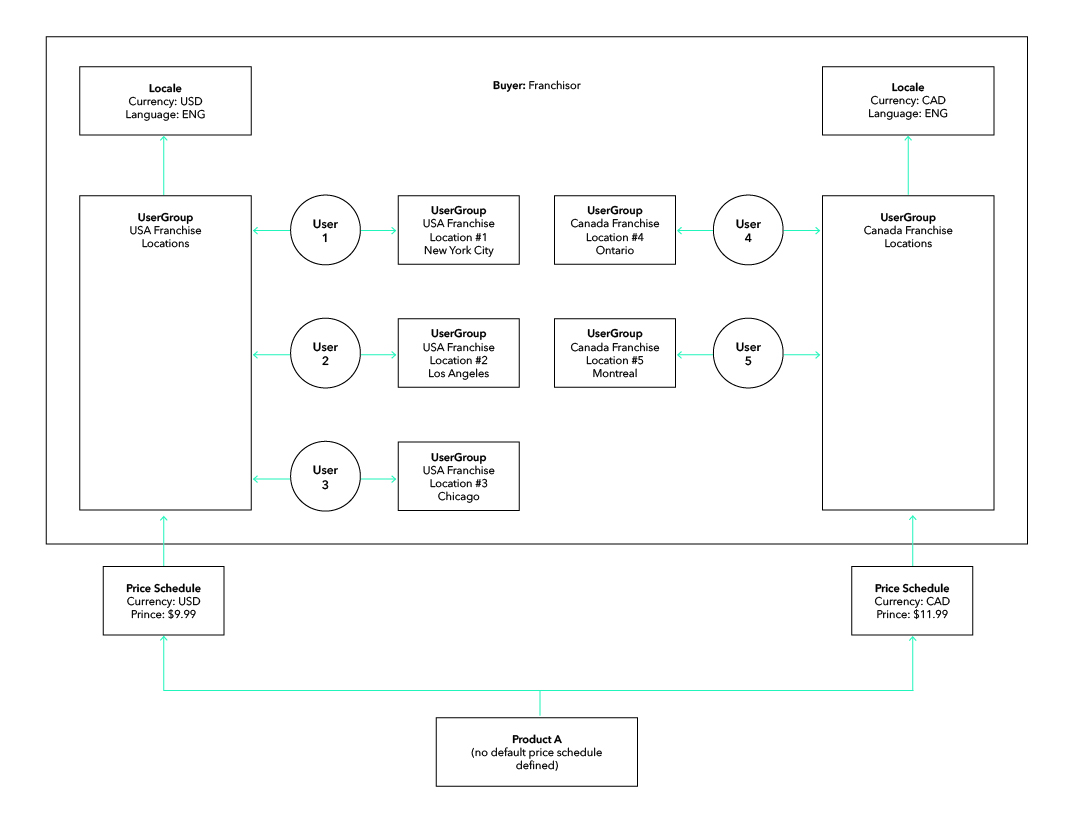 Locale
Currency: USD
Language: ENG
Buyer: Franchisor
Locale
Currency: CAD
Language: ENG
UserGroup
USA Franchise
Locations
User
1
UserGroup
USA Franchise
Location #1
New York City
UserGroup
Canada Franchise
Location #4
Ontario
User
4
UserGroup
Canada Franchise
Locations
User
2
UserGroup
USA Franchise
Location #2
Los Angeles
UserGroup
Canada Franchise
Location #5
Montreal
User
5
User
3
UserGroup
USA Franchise
Location #3
Chicago
Price Schedule
Currency: USD
Prince: $9.99
Price Schedule
Currency: CAD
Prince: $11.99
Product A
(no default price schedule
defined)